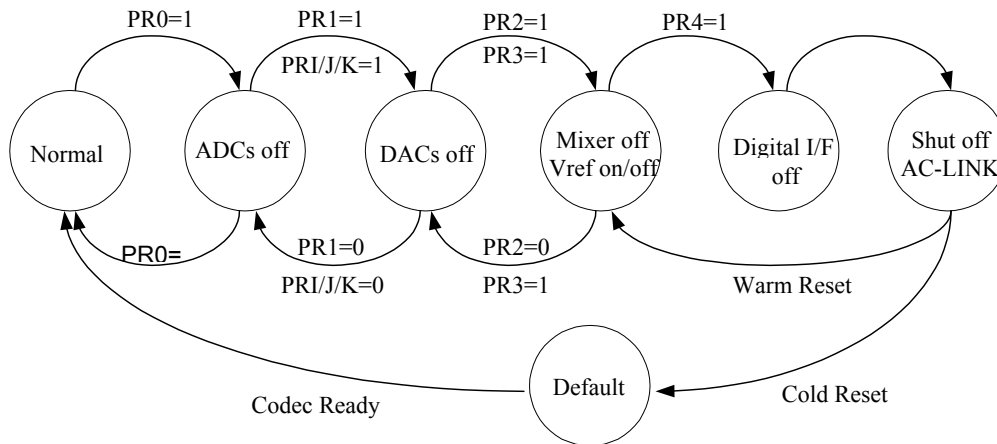 PR0=1
PR1=1
PRI/J/K=1
PR2=1
PR3=1
PR4=1
Normal
ADCs off
DACs off
Mixer off
Vref on/off
Digital I/F
off
Shut off
AC-LINK
PR0=
PR1=0
PRI/J/K=0
PR2=0
PR3=1
Warm Reset
Default
Codec Ready
Cold Reset